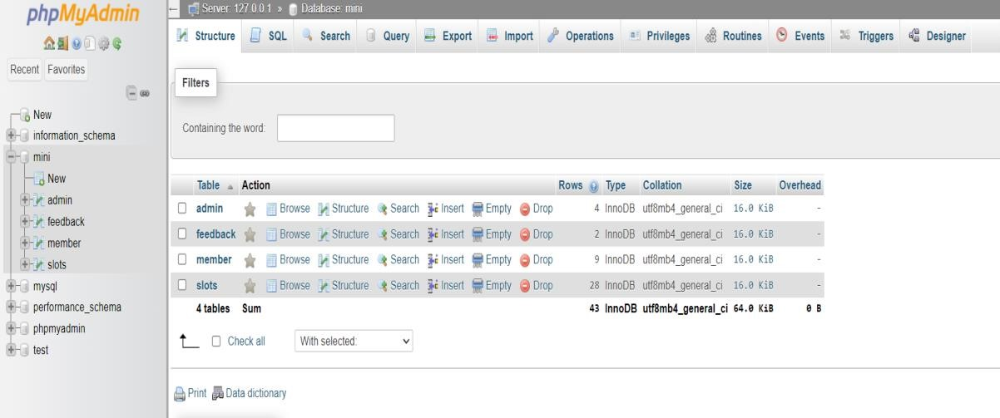 phpMyAdmin
Recent Favorites
New
information_schema
mini
New
admin
feedback
member
slots
mysql
performance_schema
phpmyadmin
test
Server: 127.0.0.1 » Database: mini
Structure SQL Search Query Export Import Operations Privileges Routines Events Triggers Designer
Filters
Containing the word:
Table Action Rows Type Collation Size Overhead
admin Browse Structure Search Insert Empty Drop 4 InnoDB utf8mb4_general_ci 16.0 KiB -
feedback Browse Structure Search Insert Empty Drop 2 InnoDB utf8mb4_general_ci 16.0 KiB -
member Browse Structure Search Insert Empty Drop 9 InnoDB utf8mb4_general_ci 16.0 KiB -
slots Browse Structure Search Insert Empty Drop 28 InnoDB utf8mb4_general_ci 16.0 KiB -
4 tables Sum 43 InnoDB utf8mb4_general_ci 64.0 KiB 0 B
Check all With selected:
Print Data dictionary